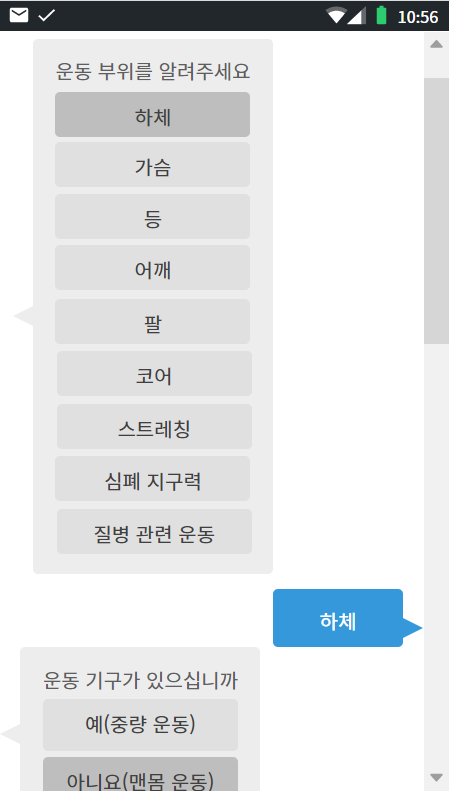 10:56
운동 부위를 알려주세요
하체
가슴
등
어깨
팔
코어
스트레칭
심폐 지구력
질병 관련 운동
하체
운동 기구가 있으십니까
예(중량 운동)
아니요(맨몸 운동)